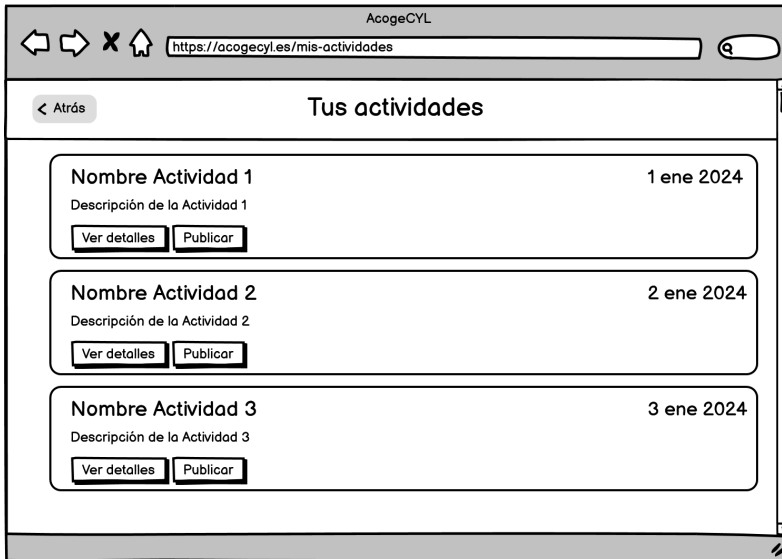 AcogeCYL
https://acogecyl.es/mis-actividades
Atrás
Tus actividades
Nombre Actividad 1
1 ene 2024
Descripción de la Actividad 1
Ver detalles
Publicar
Nombre Actividad 2
2 ene 2024
Descripción de la Actividad 2
Ver detalles
Publicar
Nombre Actividad 3
3 ene 2024
Descripción de la Actividad 3
Ver detalles
Publicar